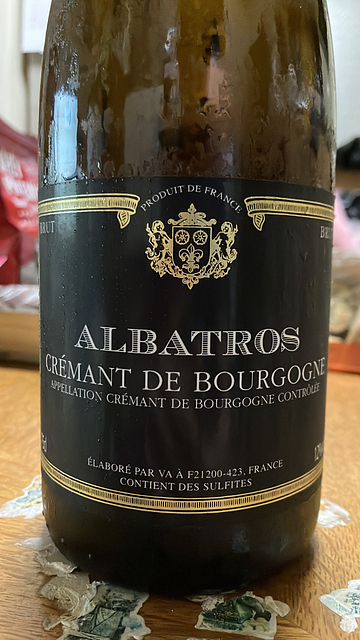 PRODUIT DE FRANCE
BRUT
ALBATROS
CRÉMANT DE BOURGOGNE
APPELLATION CRÉMANT DE BOURGOGNE CONTRÔLÉE
ÉLABORÉ PAR VA À F21200-423, FRANCE
CONTIENT DES SULFITES